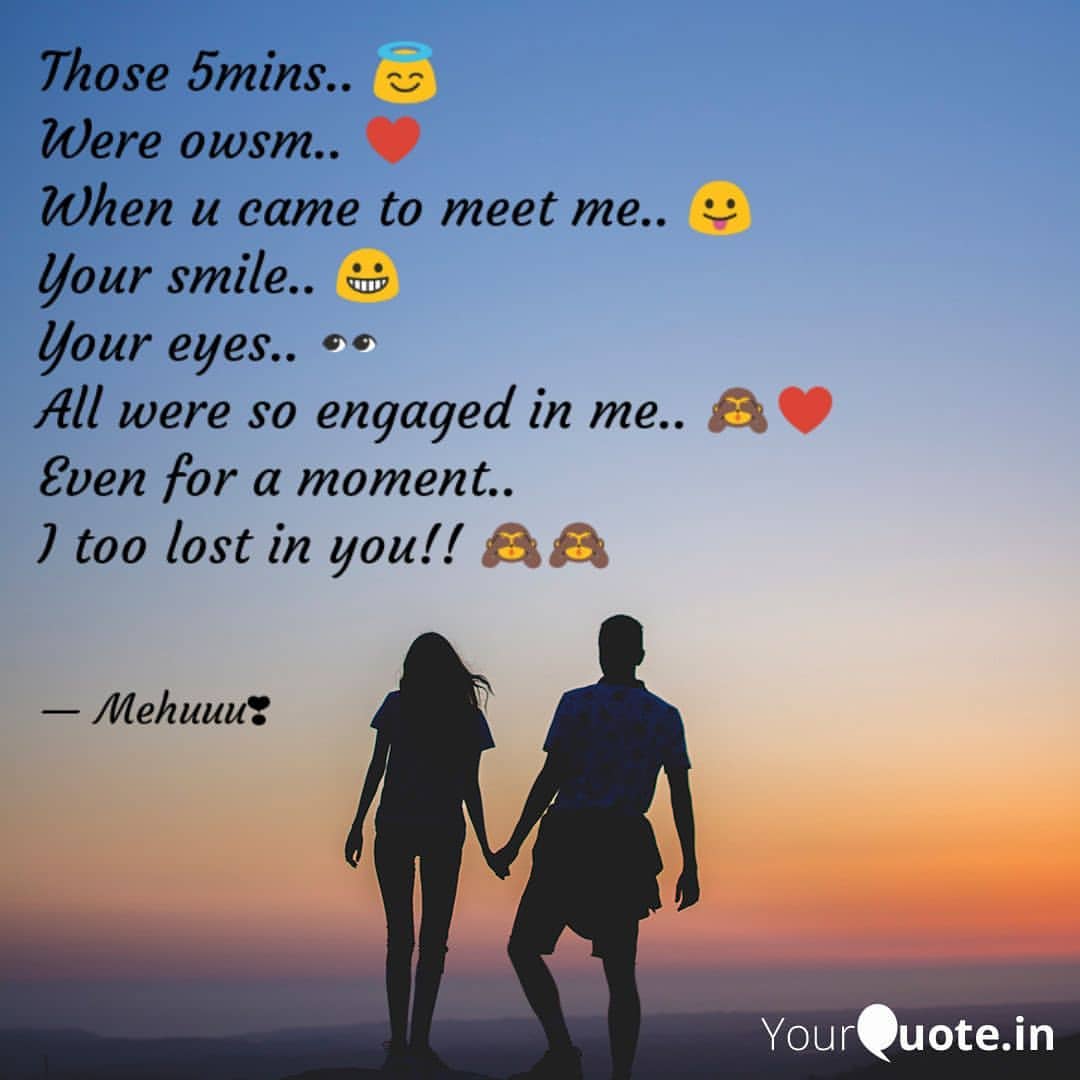 Those 5mins.. 😇
Were owsm.. ❤️
When u came to meet me.. 😛
Your smile.. 😀
Your eyes.. 👀
All were so engaged in me.. 🙈❤️
Even for a moment..
I too lost in you!! 🙈🙈
— Mehuuu❣
YourQuote.in